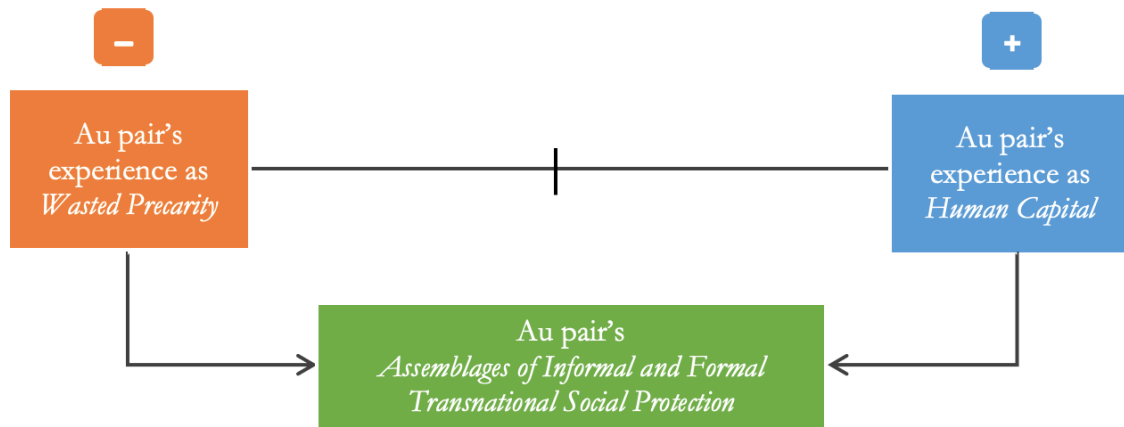 –
+
Au pair’s
experience as
Wasted Precarity
Au pair’s
experience as
Human Capital
Au pair’s
Assemblages of Informal and Formal
Transnational Social Protection